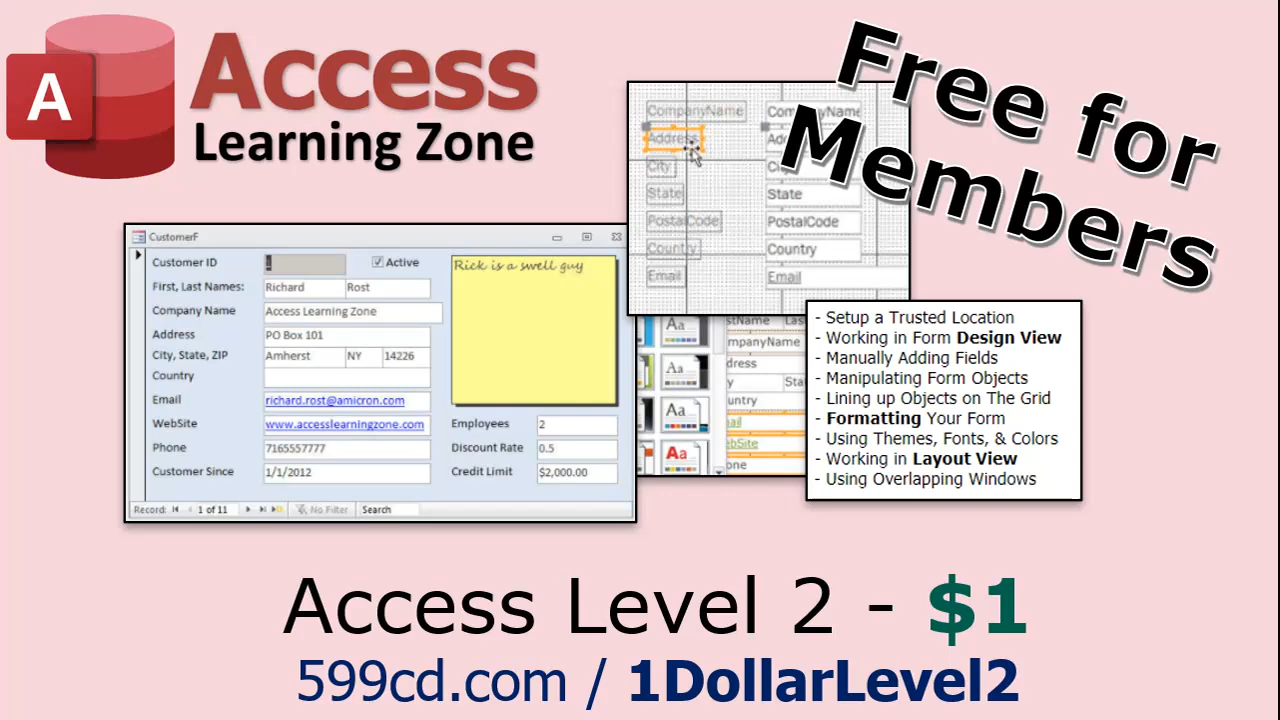 A
Access
Learning Zone
Free for
Members
CompanyName CompanyName
Address
City
State State
PostalCode PostalCode
Country Country
Email Email
CustomerF
Customer ID Active
First, Last Names: Richard Rost
Company Name Access Learning Zone
Address PO Box 101
City, State, ZIP Amherst NY 14226
Country
Email richard.rost@amicron.com
WebSite www.accesslearningzone.com
Phone 7165557777
Customer Since 1/1/2012
Rick is a swell guy
Employees 2
Discount Rate 0.5
Credit Limit $2,000.00
Record: 1 of 11 No Filter Search
Aa
Aa
Aa
Aa
- Setup a Trusted Location
- Working in Form Design View
- Manually Adding Fields
- Manipulating Form Objects
- Lining up Objects on The Grid
- Formatting Your Form
- Using Themes, Fonts, & Colors
- Working in Layout View
- Using Overlapping Windows
Access Level 2 - $1
599cd.com / 1DollarLevel2